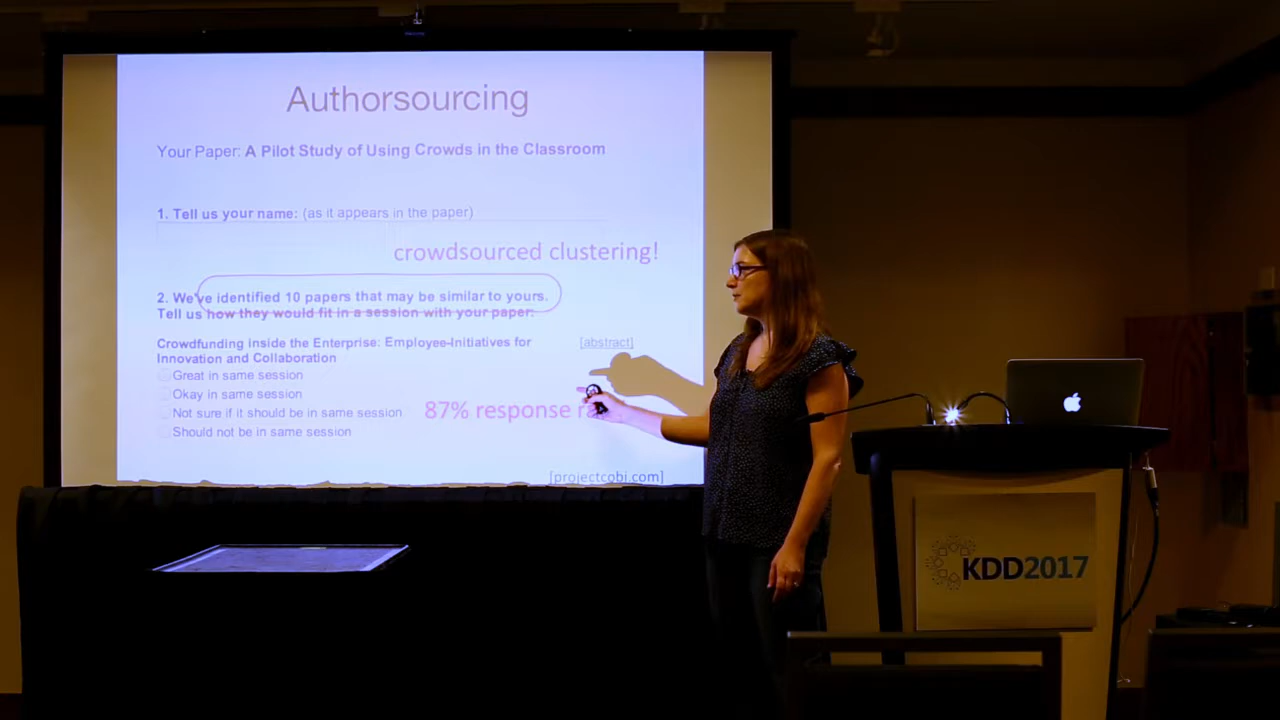 Authorsourcing
Your Paper: A Pilot Study of Using Crowds in the Classroom
1. Tell us your name: (as it appears in the paper)
crowdsourced clustering!
2. We've identified 10 papers that may be similar to yours.
Tell us how they would fit in a session with your paper:
Crowdfunding inside the Enterprise: Employee-Initiatives for
Innovation and Collaboration
[abstract]
Great in same session
Okay in same session
Not sure if it should be in same session
87% response
Should not be in same session
[projectcobi.com]
KDD2017